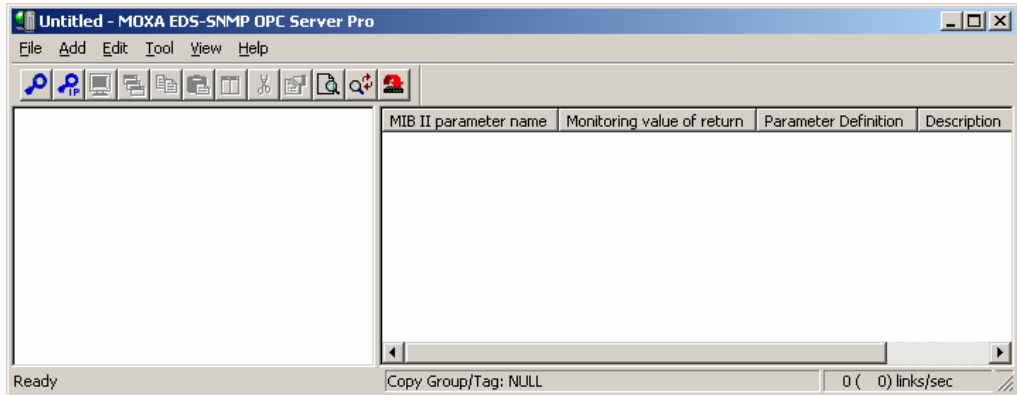 Untitled - MOXA EDS-SNMP OPC Server Pro
File Add Edit Tool View Help
IP
MIB II parameter name Monitoring value of return Parameter Definition Description
Ready Copy Group/Tag: NULL 0 ( 0) links/sec